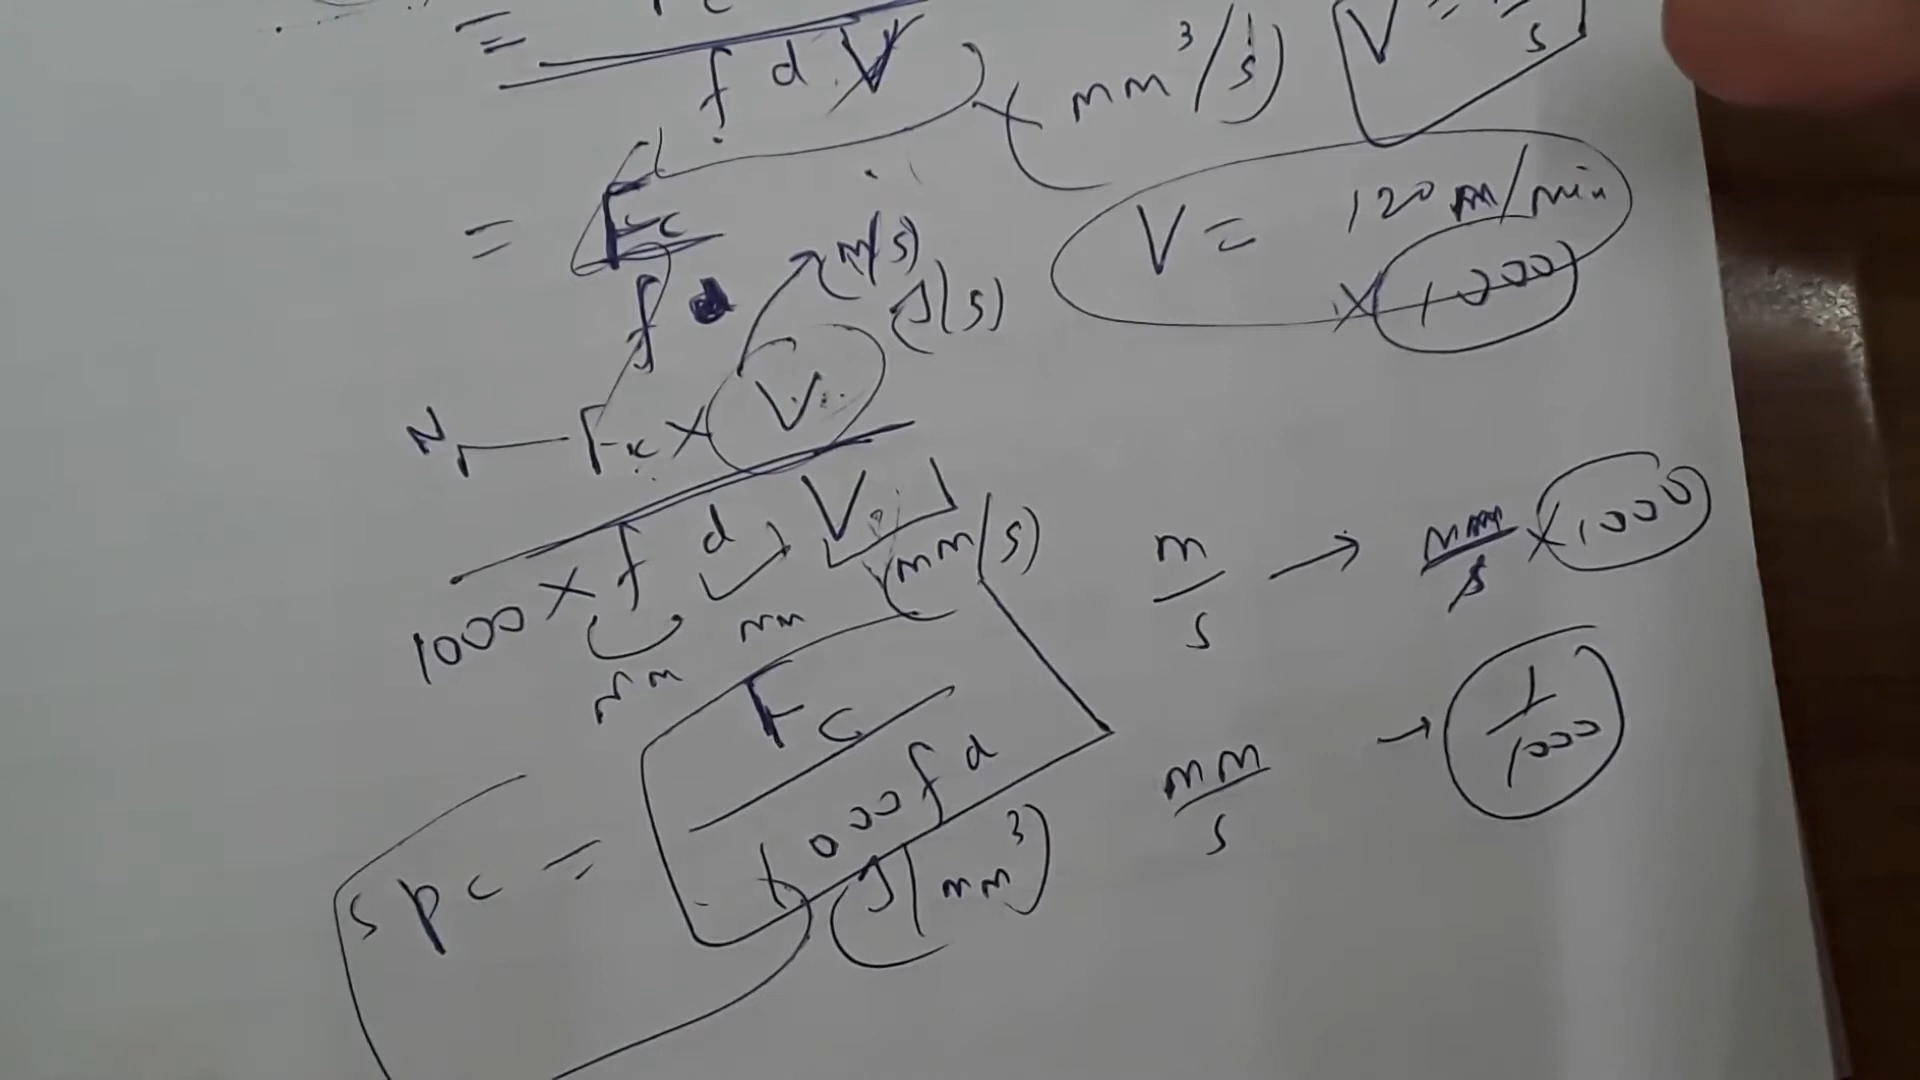 =
f d V
(mm³/s)
V =
s
= Fc
f d
(m/s)
(J/s)
V = 120 m/min
× 1000
N — Fc × V
1000 × f d V
mm mm (mm/s)
m/s → mm/s × 1000
spc = Fc
1000 f d
(J/mm³)
mm/s → 1/1000